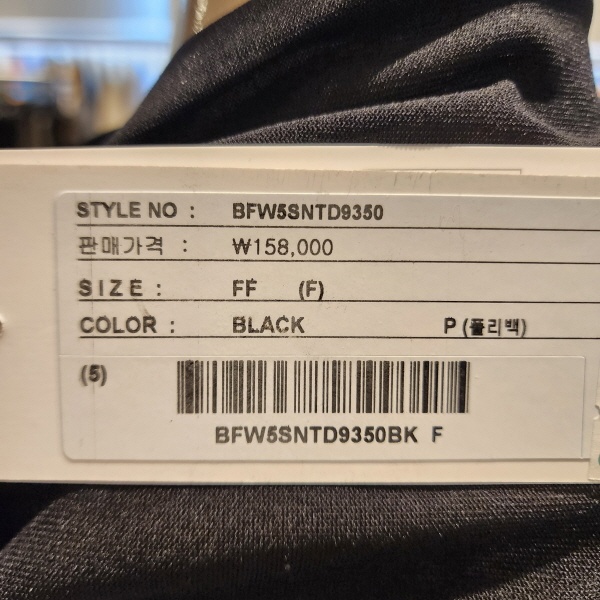 STYLE NO : BFW5SNTD9350
판매가격 : ₩158,000
SIZE : FF (F)
COLOR : BLACK P (폴리백)
(5)
BFW5SNTD9350BK F